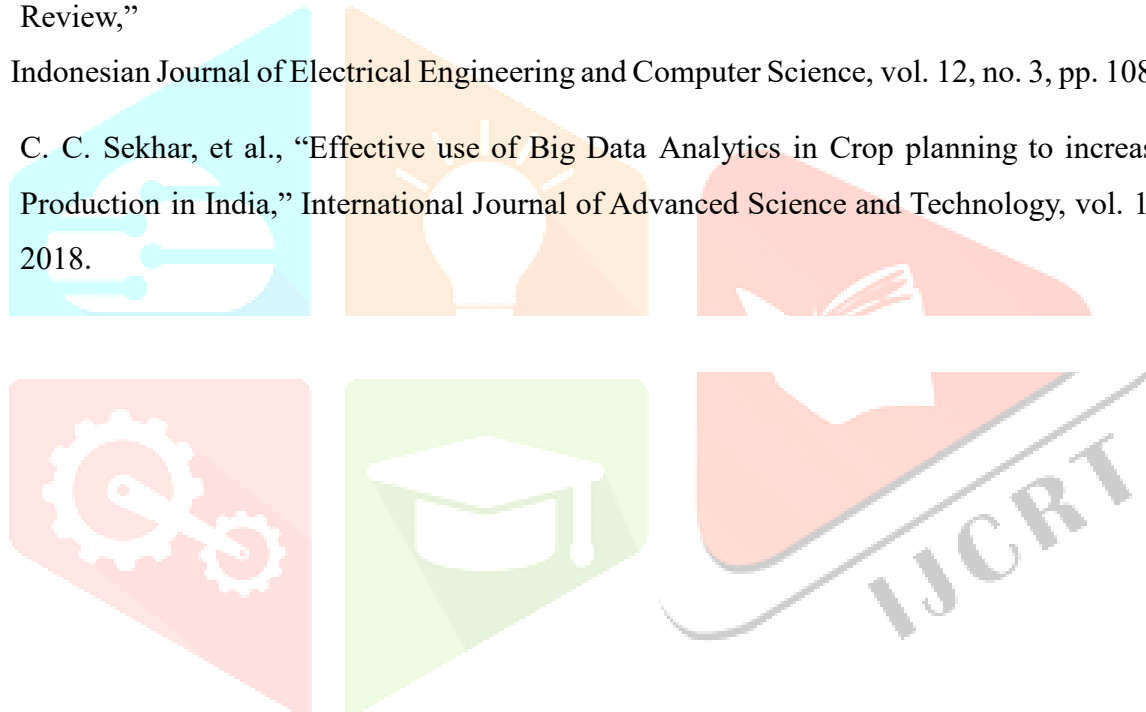 Review,”
Indonesian Journal of Electrical Engineering and Computer Science, vol. 12, no. 3, pp. 108
C. C. Sekhar, et al., “Effective use of Big Data Analytics in Crop planning to increas
Production in India,” International Journal of Advanced Science and Technology, vol. 1
2018.
IJCRT